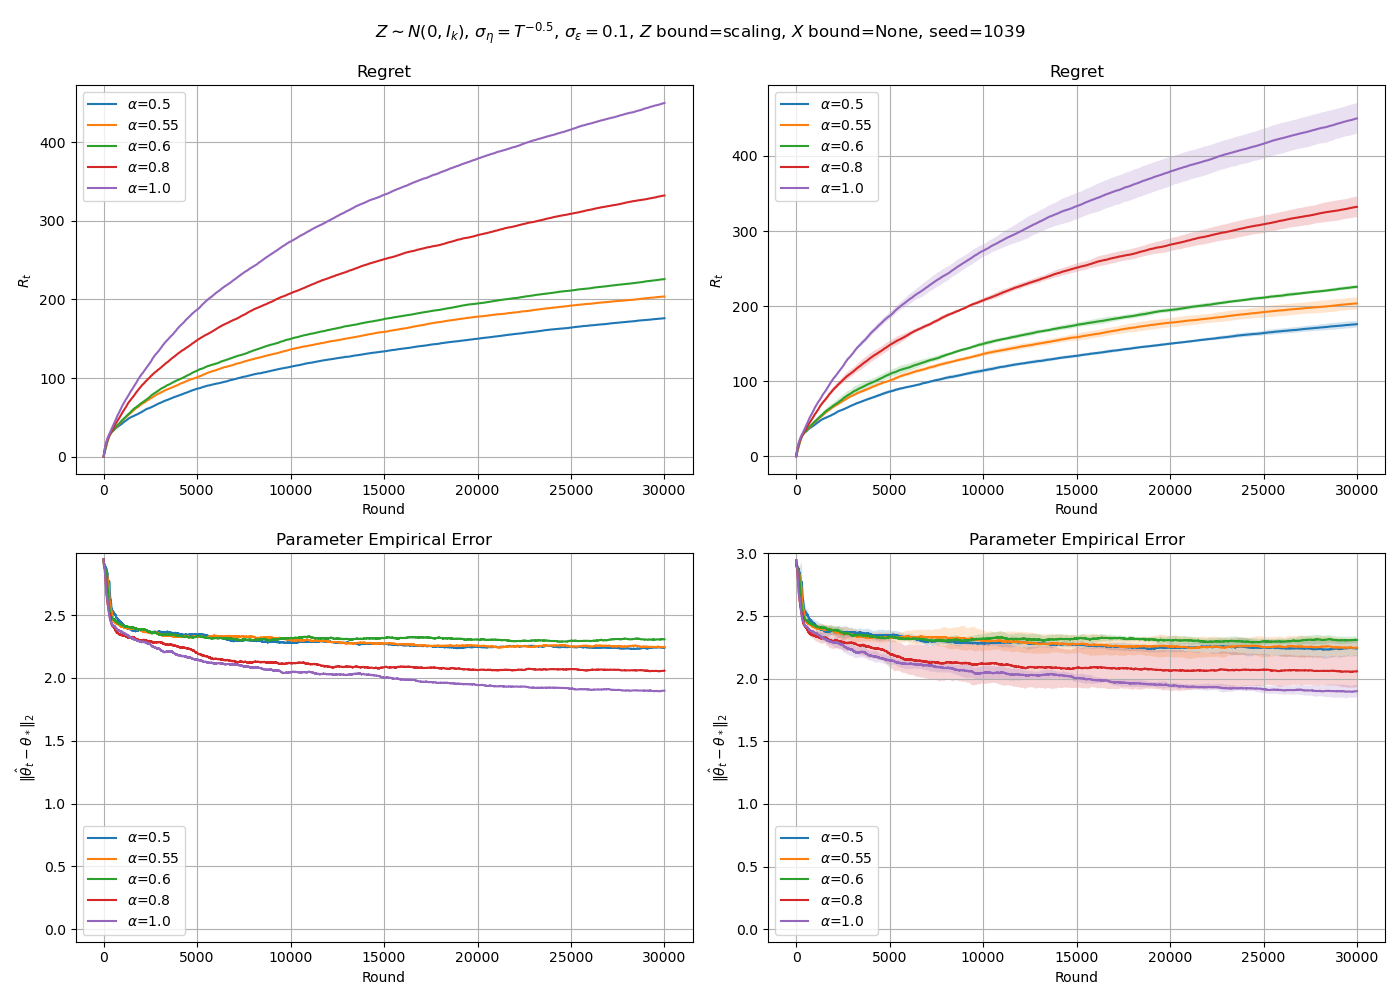 Z ~ N(0, I_k), σ_η = T^{-0.5}, σ_ε = 0.1, Z bound=scaling, X bound=None, seed=1039
Regret
α=0.5
α=0.55
α=0.6
α=0.8
α=1.0
400
300
200
100
0
R_t
0 5000 10000 15000 20000 25000 30000
Round
Regret
α=0.5
α=0.55
α=0.6
α=0.8
α=1.0
400
300
200
100
0
R_t
0 5000 10000 15000 20000 25000 30000
Round
Parameter Empirical Error
2.5
2.0
1.5
1.0
0.5
0.0
‖θ̂_t − θ_*‖_2
α=0.5
α=0.55
α=0.6
α=0.8
α=1.0
0 5000 10000 15000 20000 25000 30000
Round
Parameter Empirical Error
3.0
2.5
2.0
1.5
1.0
0.5
0.0
‖θ̂_t − θ_*‖_2
α=0.5
α=0.55
α=0.6
α=0.8
α=1.0
0 5000 10000 15000 20000 25000 30000
Round